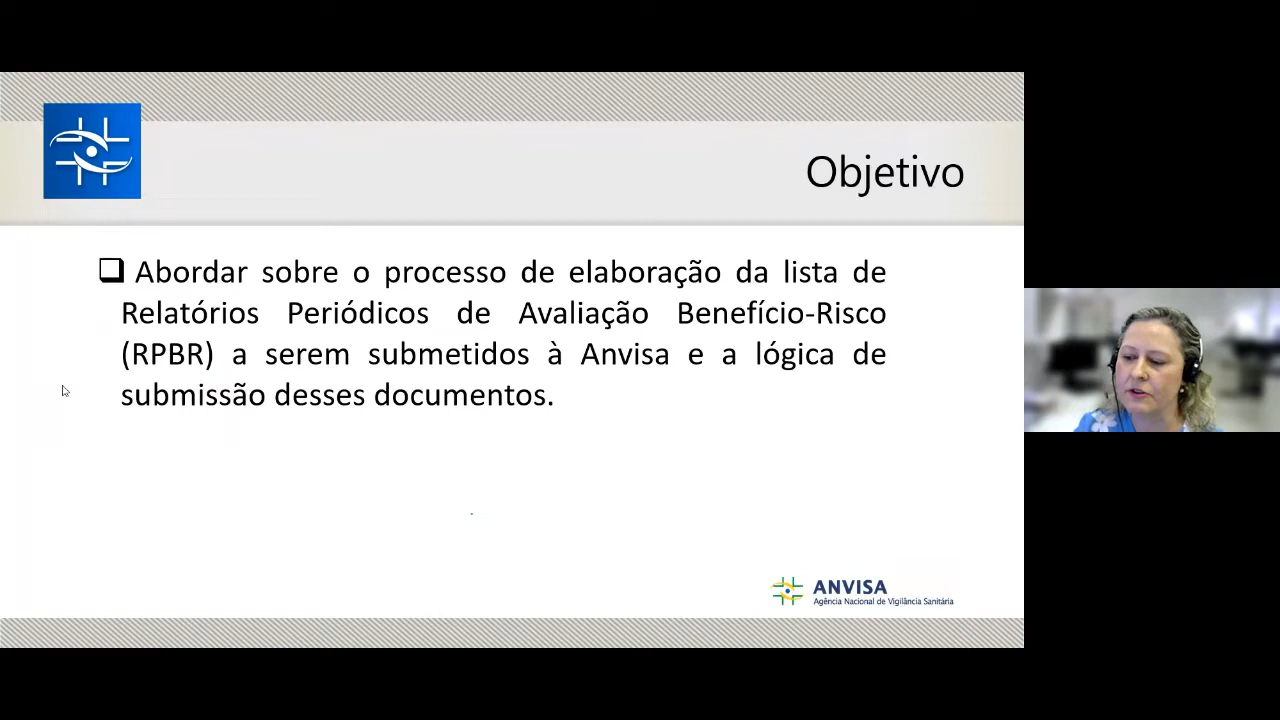 Objetivo
Abordar sobre o processo de elaboração da lista de
Relatórios Periódicos de Avaliação Benefício-Risco
(RPBR) a serem submetidos à Anvisa e a lógica de
submissão desses documentos.
ANVISA
Agência Nacional de Vigilância Sanitária